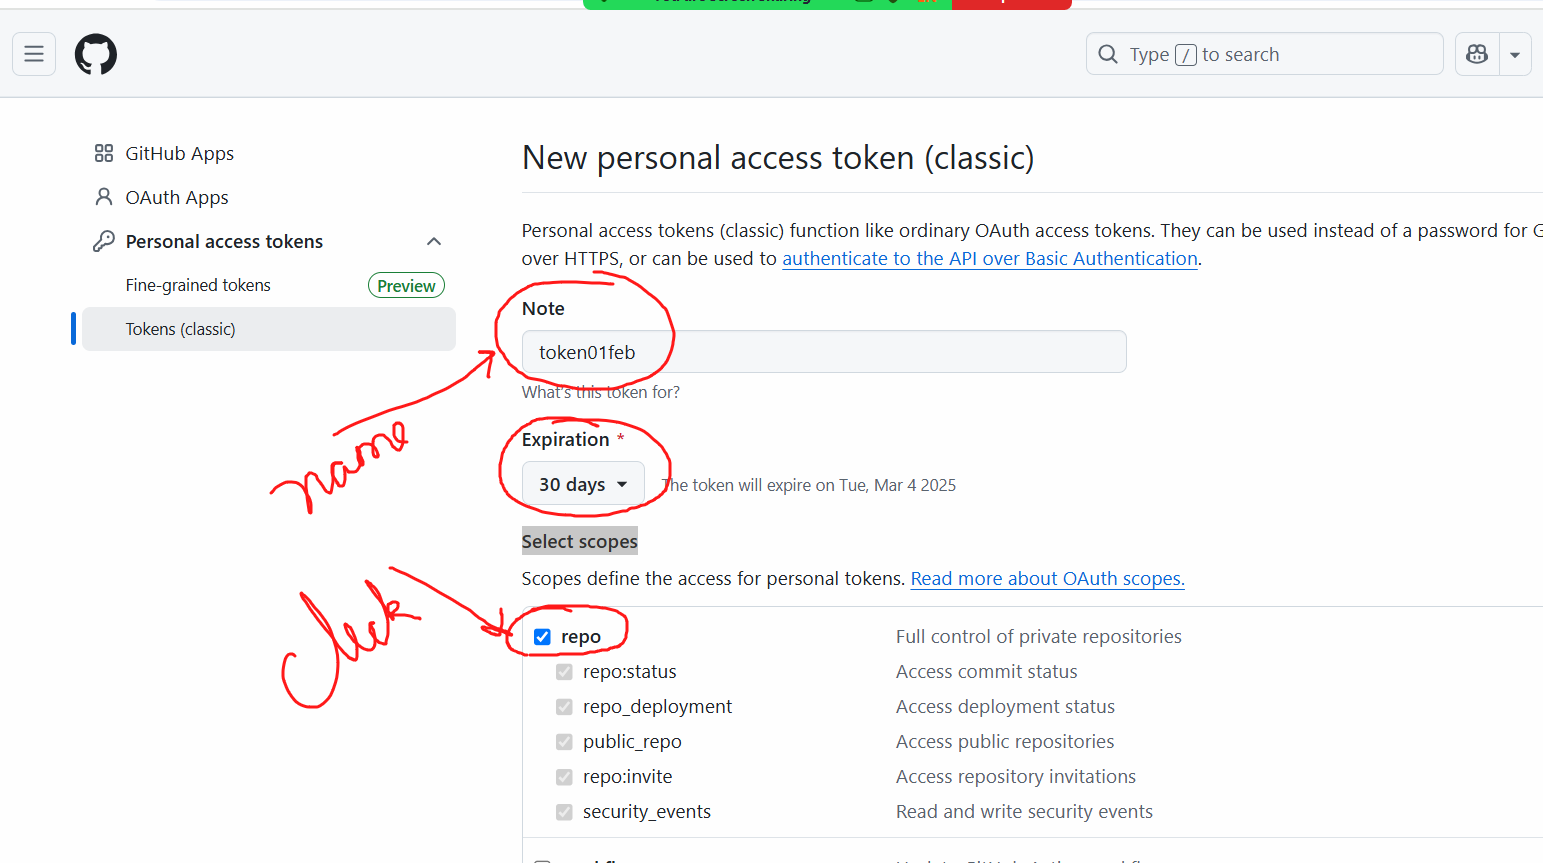 Type / to search
GitHub Apps
OAuth Apps
Personal access tokens
Fine-grained tokens Preview
Tokens (classic)
New personal access token (classic)
Personal access tokens (classic) function like ordinary OAuth access tokens. They can be used instead of a password for
over HTTPS, or can be used to authenticate to the API over Basic Authentication.
Note
token01feb
What's this token for?
name
Expiration *
30 days The token will expire on Tue, Mar 4 2025
Select scopes
Scopes define the access for personal tokens. Read more about OAuth scopes.
check
repo Full control of private repositories
repo:status Access commit status
repo_deployment Access deployment status
public_repo Access public repositories
repo:invite Access repository invitations
security_events Read and write security events